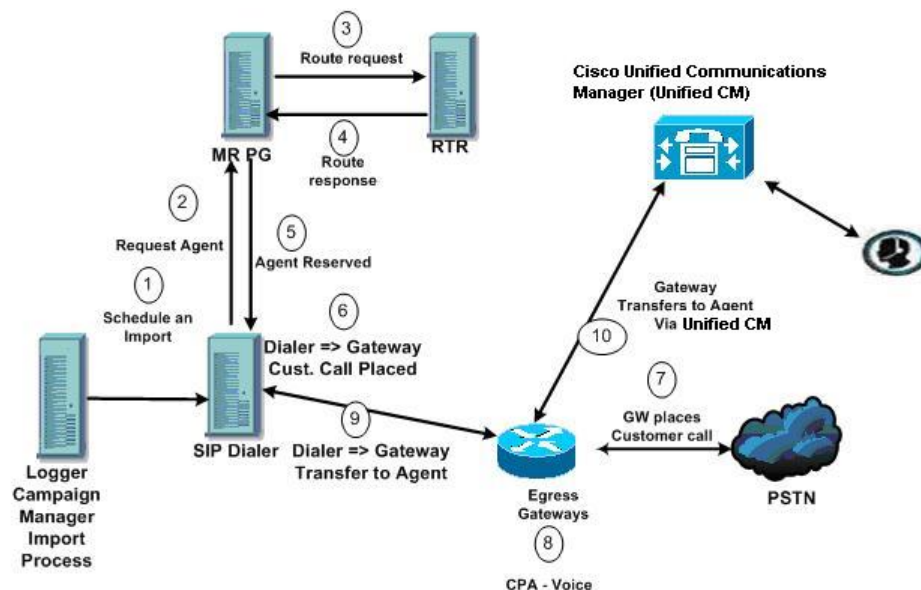 3
Route request
Cisco Unified Communications
Manager (Unified CM)
4
Route
response
MR PG
RTR
2
Request Agent
5
Agent Reserved
1
Schedule an
Import
6
Dialer => Gateway
Cust. Call Placed
Gateway
Transfers to Agent
Via Unified CM
10
7
GW places
Customer call
9
Dialer => Gateway
Transfer to Agent
SIP Dialer
Logger
Campaign
Manager
Import
Process
Egress
Gateways
PSTN
8
CPA - Voice